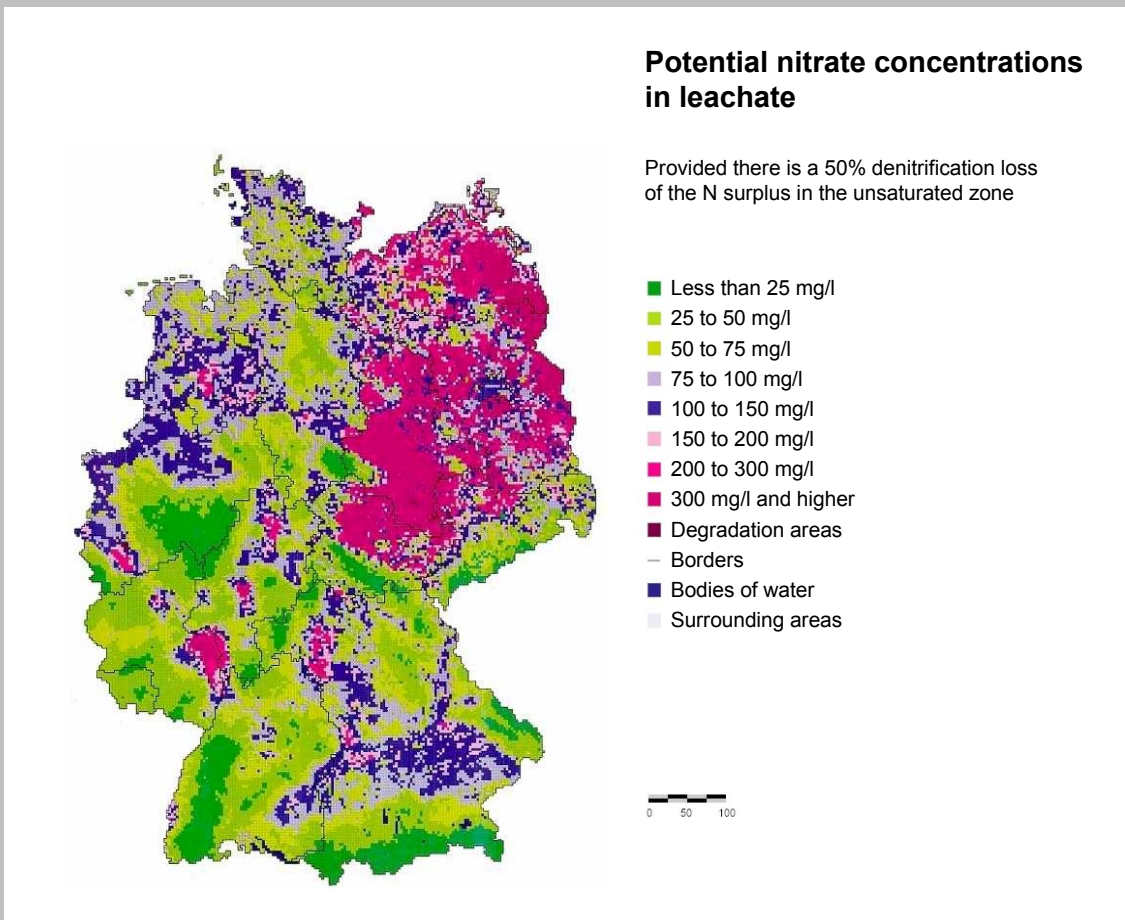 Potential nitrate concentrations
in leachate
Provided there is a 50% denitrification loss
of the N surplus in the unsaturated zone
Less than 25 mg/l
25 to 50 mg/l
50 to 75 mg/l
75 to 100 mg/l
100 to 150 mg/l
150 to 200 mg/l
200 to 300 mg/l
300 mg/l and higher
Degradation areas
Borders
Bodies of water
Surrounding areas
0 50 100